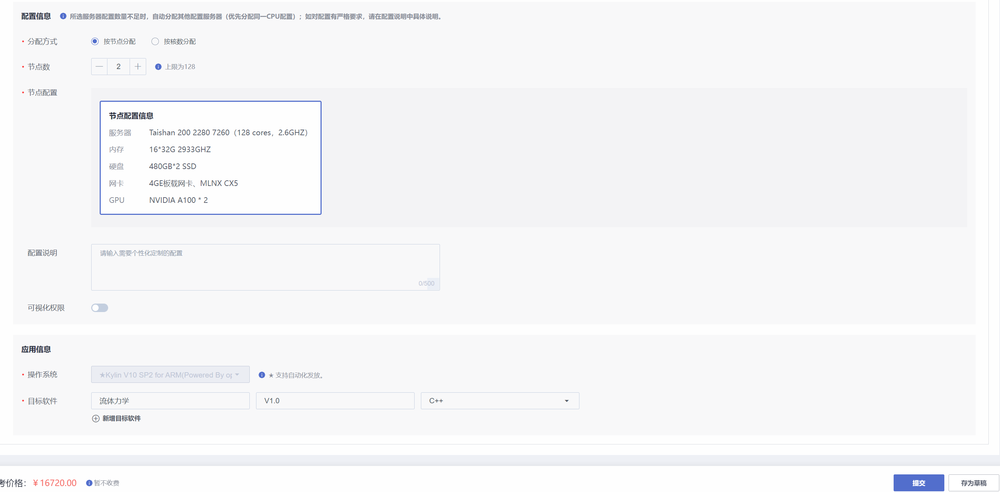 配置信息 所选服务器配置数量不足时，自动分配其他配置服务器（优先分配同一CPU配置）；如对配置有严格要求，请在配置说明中具体说明。
* 分配方式 按节点分配 按核数分配
* 节点数 — 2 + 上限为128
* 节点配置
节点配置信息
服务器 Taishan 200 2280 7260（128 cores，2.6GHZ）
内存 16*32G 2933GHZ
硬盘 480GB*2 SSD
网卡 4GE板载网卡、MLNX CX5
GPU NVIDIA A100 * 2
配置说明 请输入需要个性化定制的配置
0/500
可视化权限
应用信息
* 操作系统 ★Kylin V10 SP2 for ARM(Powered By op ★ 支持自动化发放。
* 目标软件 流体力学 V1.0 C++
新增目标软件
考价格： ¥16720.00 暂不收费 提交 存为草稿